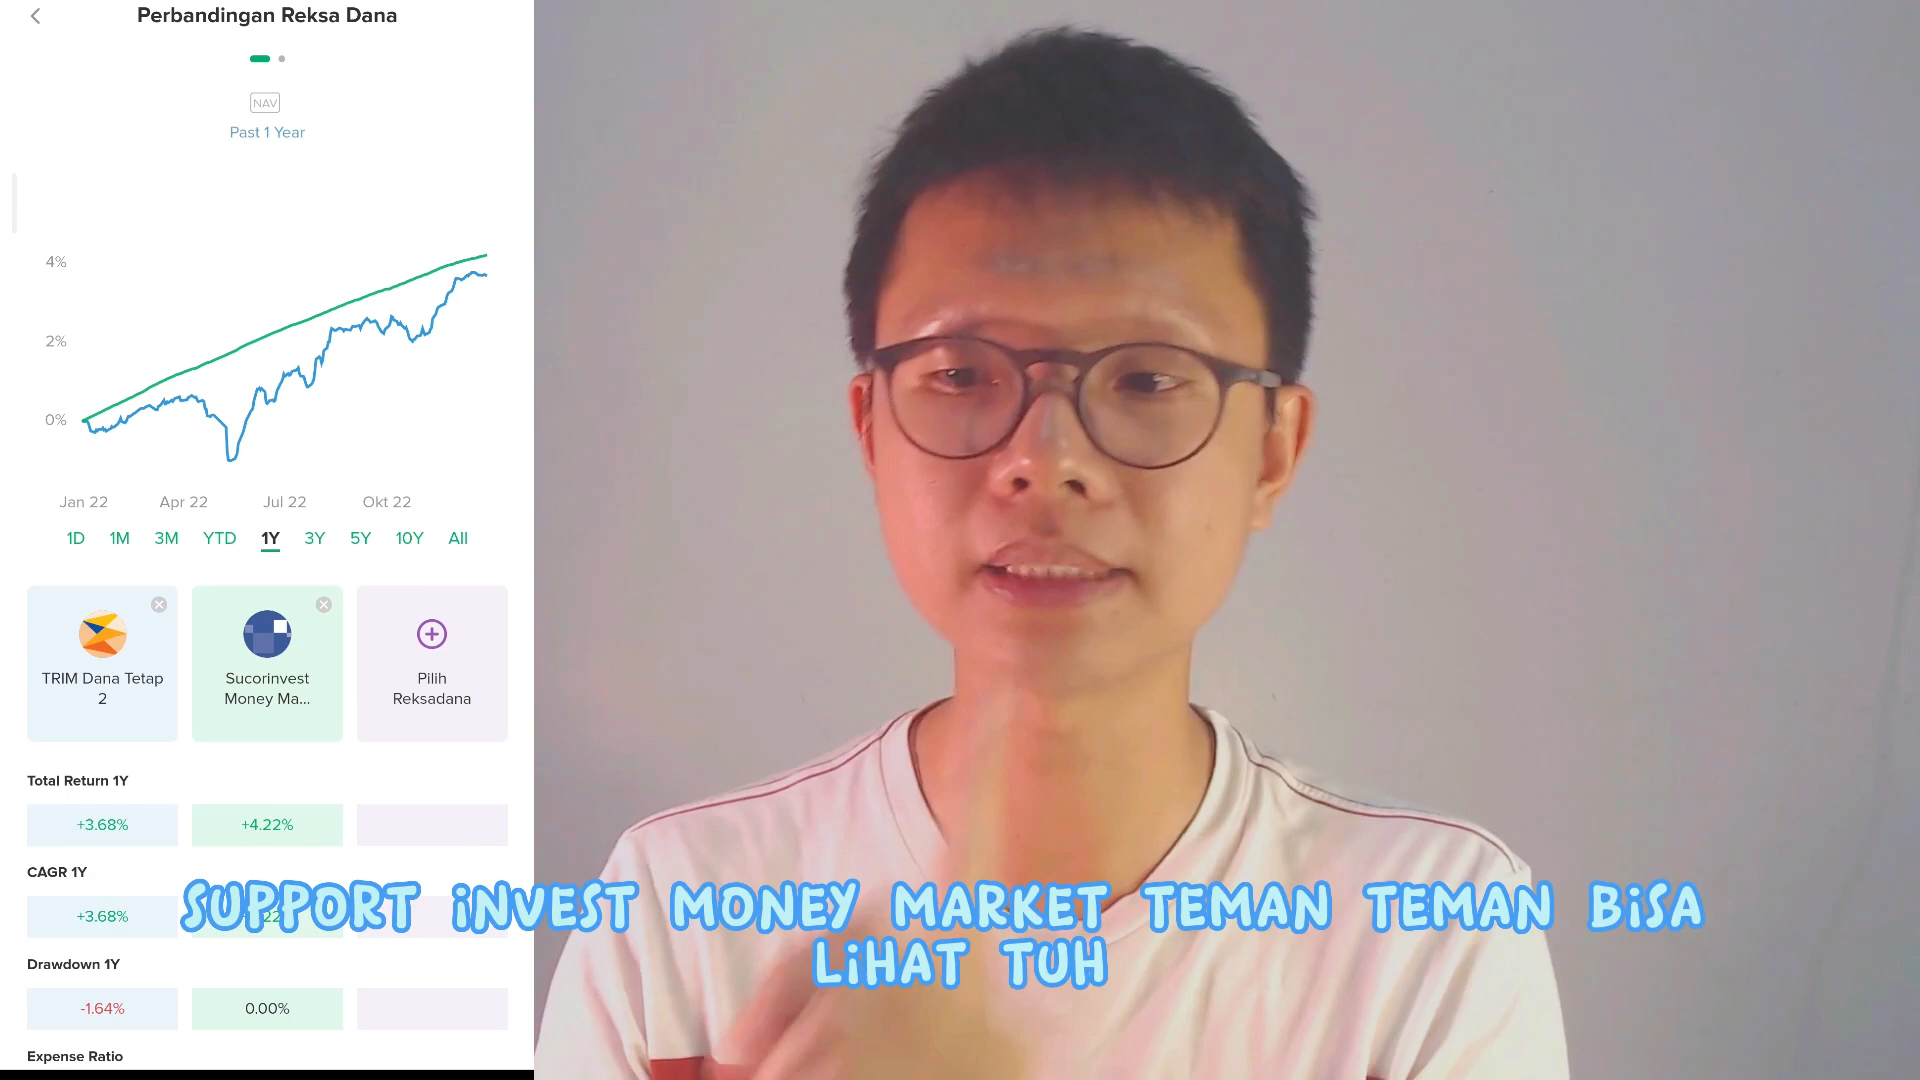 Perbandingan Reksa Dana
NAV
Past 1 Year
4%
2%
0%
Jan 22 Apr 22 Jul 22 Okt 22
1D 1M 3M YTD 1Y 3Y 5Y 10Y All
TRIM Dana Tetap
2
Sucorinvest
Money Ma...
Pilih
Reksadana
Total Return 1Y
+3.68% +4.22%
CAGR 1Y
+3.68%
SUPPORT INVEST MONEY MARKET TEMAN TEMAN BISA
LIHAT TUH
Drawdown 1Y
-1.64% 0.00%
Expense Ratio